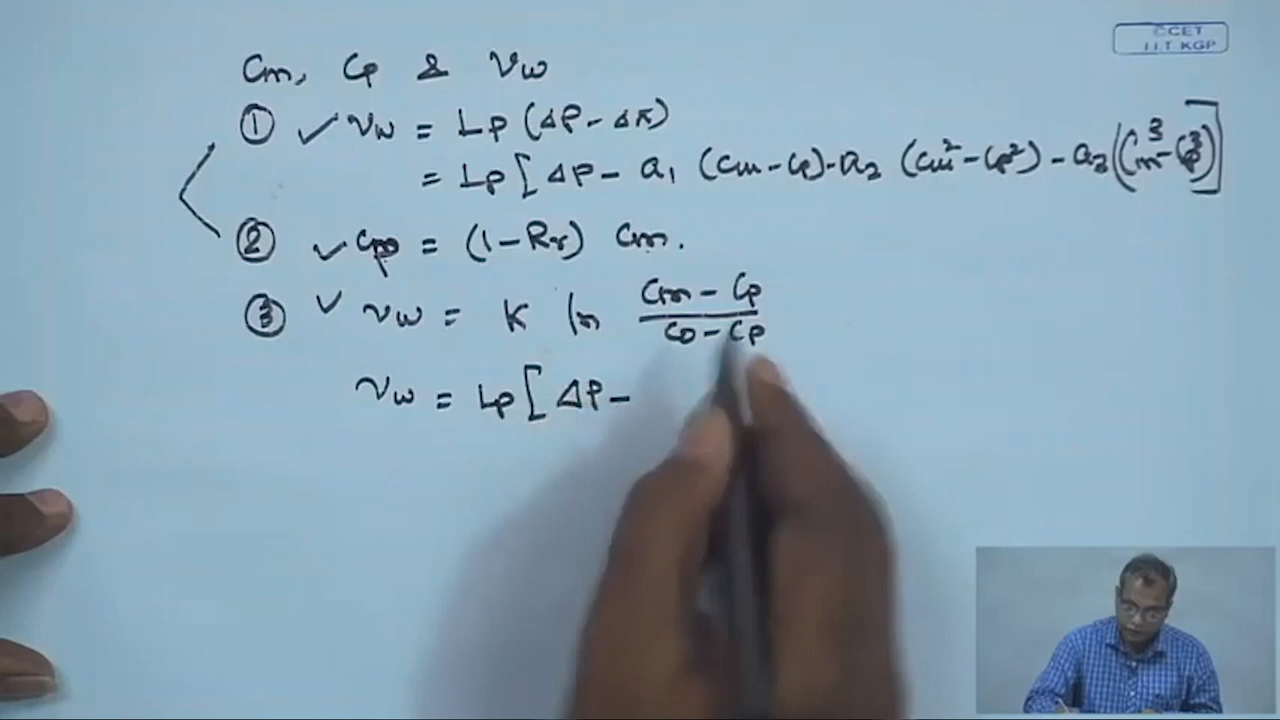 ©CET
I.I.T. KGP
Cm, Cp & vw
① ✓ vw = Lp (ΔP - Δπ)
= Lp [ ΔP - a1 (Cm - Cp) - a2 (Cm² - Cp²) - a3 (Cm³ - Cp³) ]
② ✓ Cp = (1 - Rr) Cm.
③ ✓ vw = K ln (Cm - Cp)/(C0 - Cp)
vw = Lp [ ΔP -